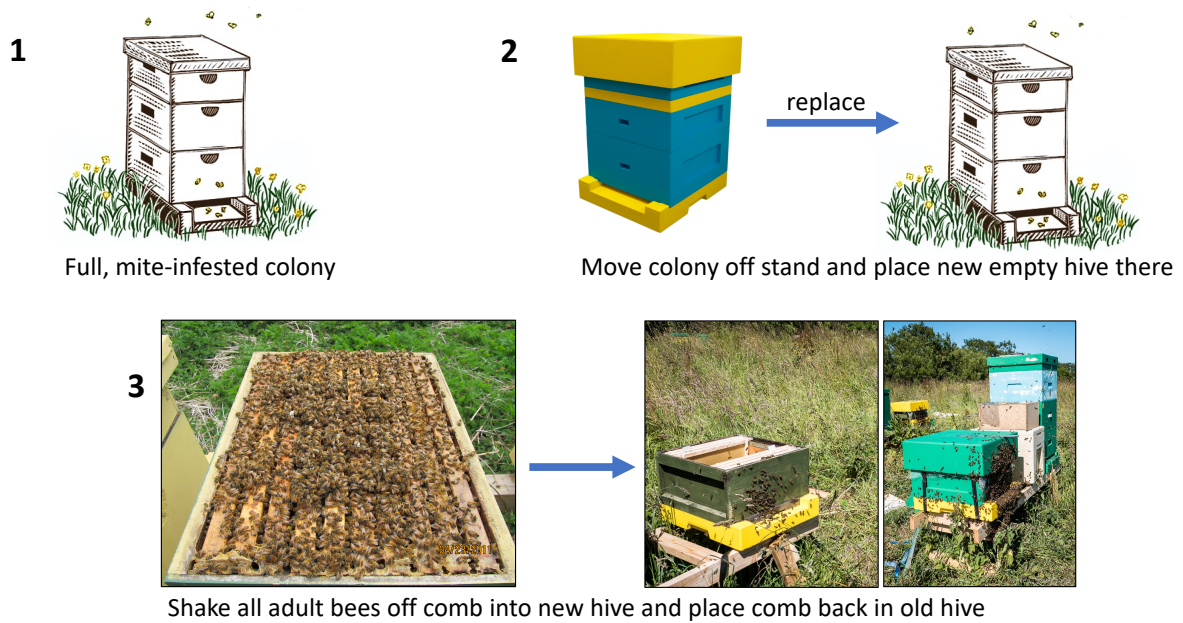 1
2
replace
Full, mite-infested colony
Move colony off stand and place new empty hive there
3
Shake all adult bees off comb into new hive and place comb back in old hive